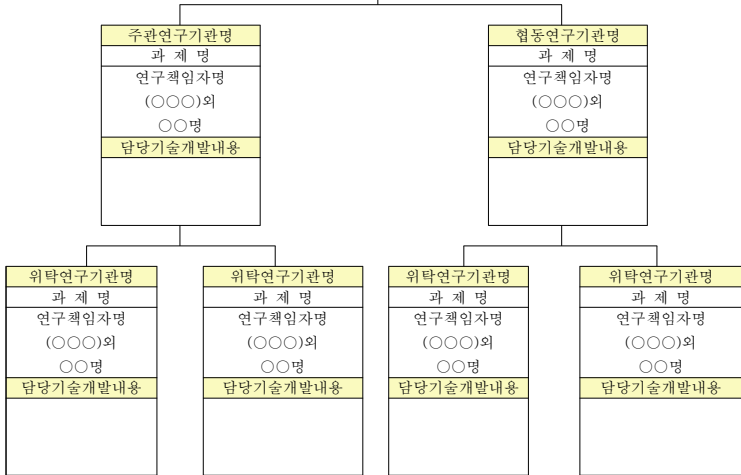 주관연구기관명
과 제 명
연구책임자명
(○○○)외
○○명
담당기술개발내용
협동연구기관명
과 제 명
연구책임자명
(○○○)외
○○명
담당기술개발내용
위탁연구기관명
과 제 명
연구책임자명
(○○○)외
○○명
담당기술개발내용
위탁연구기관명
과 제 명
연구책임자명
(○○○)외
○○명
담당기술개발내용
위탁연구기관명
과 제 명
연구책임자명
(○○○)외
○○명
담당기술개발내용
위탁연구기관명
과 제 명
연구책임자명
(○○○)외
○○명
담당기술개발내용